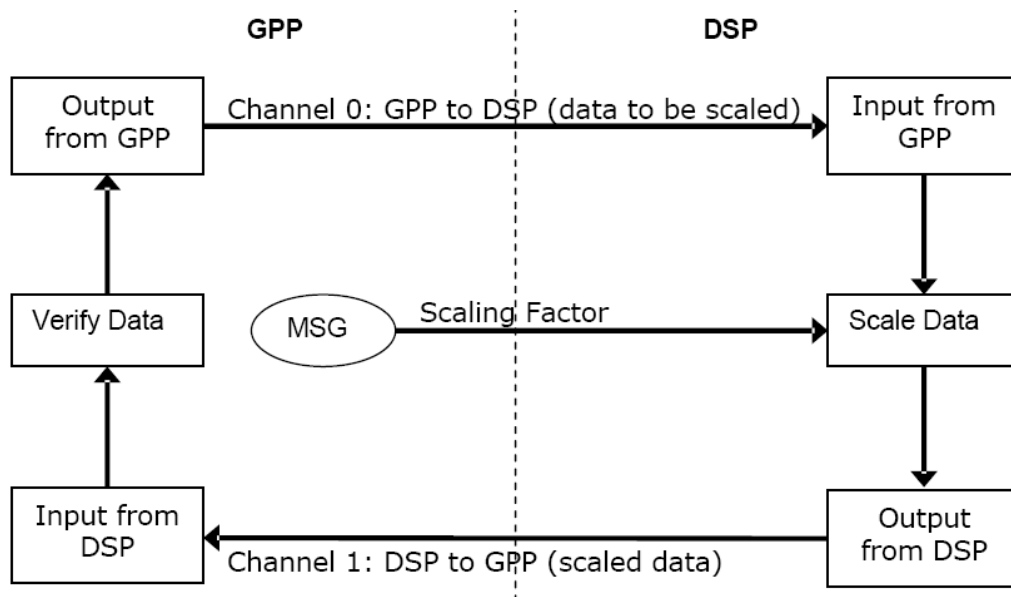 GPP
DSP
Output
from GPP
Channel 0: GPP to DSP (data to be scaled)
Input from
GPP
Verify Data
MSG
Scaling Factor
Scale Data
Input from
DSP
Channel 1: DSP to GPP (scaled data)
Output
from DSP